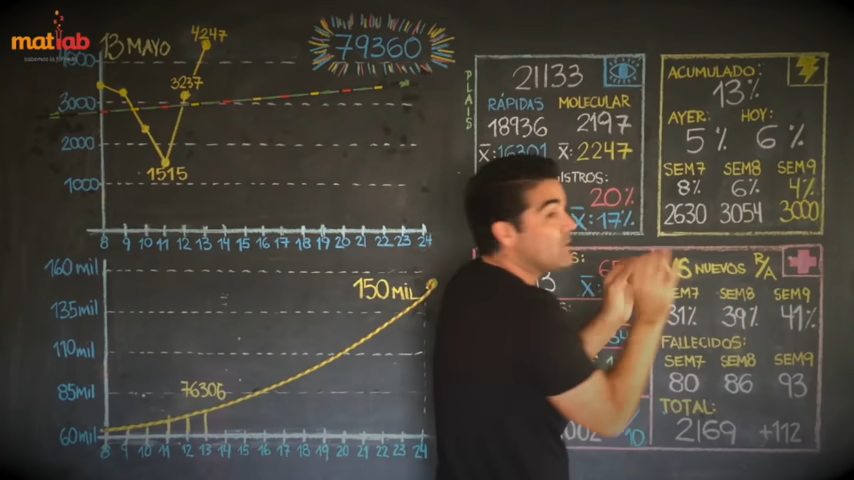 matlab
sabemos la fórmula
13 MAYO
4247
79360
4000
3237
3000
2000
1515
1000
8 9 10 11 12 13 14 15 16 17 18 19 20 21 22 23 24
160 mil
150 MIL
135 mil
110 mil
76306
85 mil
60 mil
8 9 10 11 12 13 14 15 16 17 18 19 20 21 22 23 24
PLAIS
21133
RÁPIDAS MOLECULAR
18936 2197
X: 16301 X: 2247
20%
X: 17%
ACUMULADO:
13%
AYER: HOY:
5% 6%
SEM7 SEM8 SEM9
8% 6% 4%
2630 3054 3000
NUEVOS R/A
SEM7 SEM8 SEM9
31% 39% 41%
FALLECIDOS:
SEM7 SEM8 SEM9
80 86 93
TOTAL:
2169 +112
10